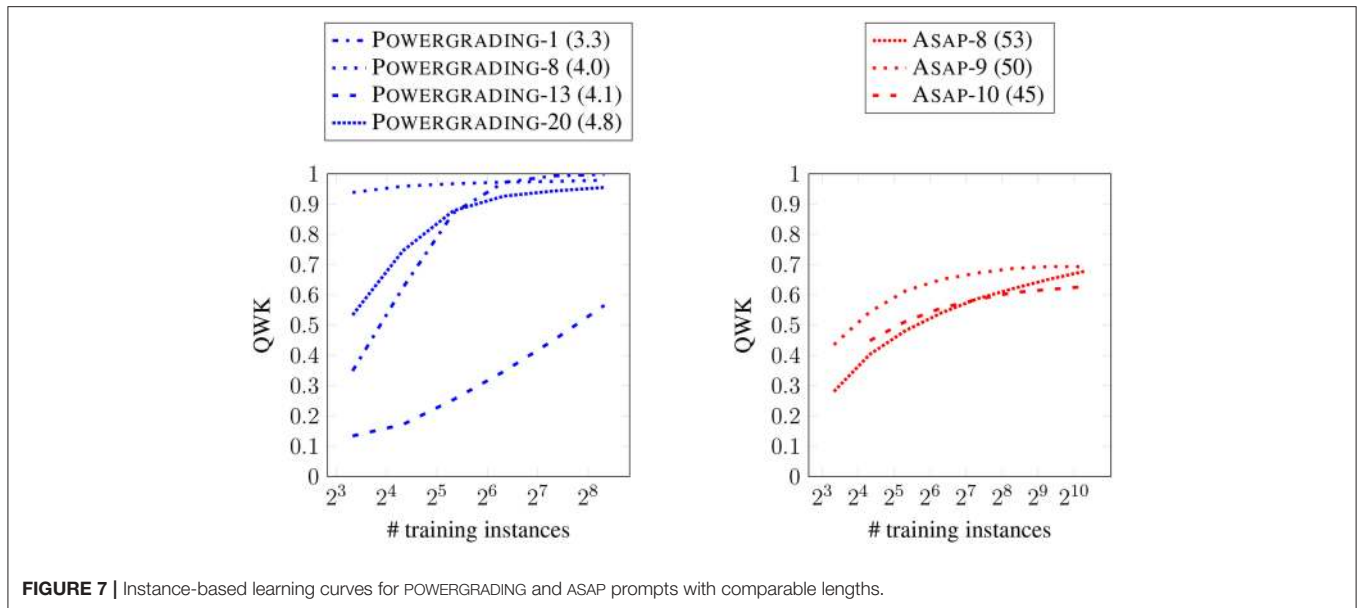 POWERGRADING-1 (3.3)
POWERGRADING-8 (4.0)
POWERGRADING-13 (4.1)
POWERGRADING-20 (4.8)
1
0.9
0.8
0.7
0.6
0.5
0.4
0.3
0.2
0.1
0
QWK
2^3 2^4 2^5 2^6 2^7 2^8
# training instances
ASAP-8 (53)
ASAP-9 (50)
ASAP-10 (45)
1
0.9
0.8
0.7
0.6
0.5
0.4
0.3
0.2
0.1
0
QWK
2^3 2^4 2^5 2^6 2^7 2^8 2^9 2^10
# training instances
FIGURE 7 | Instance-based learning curves for POWERGRADING and ASAP prompts with comparable lengths.